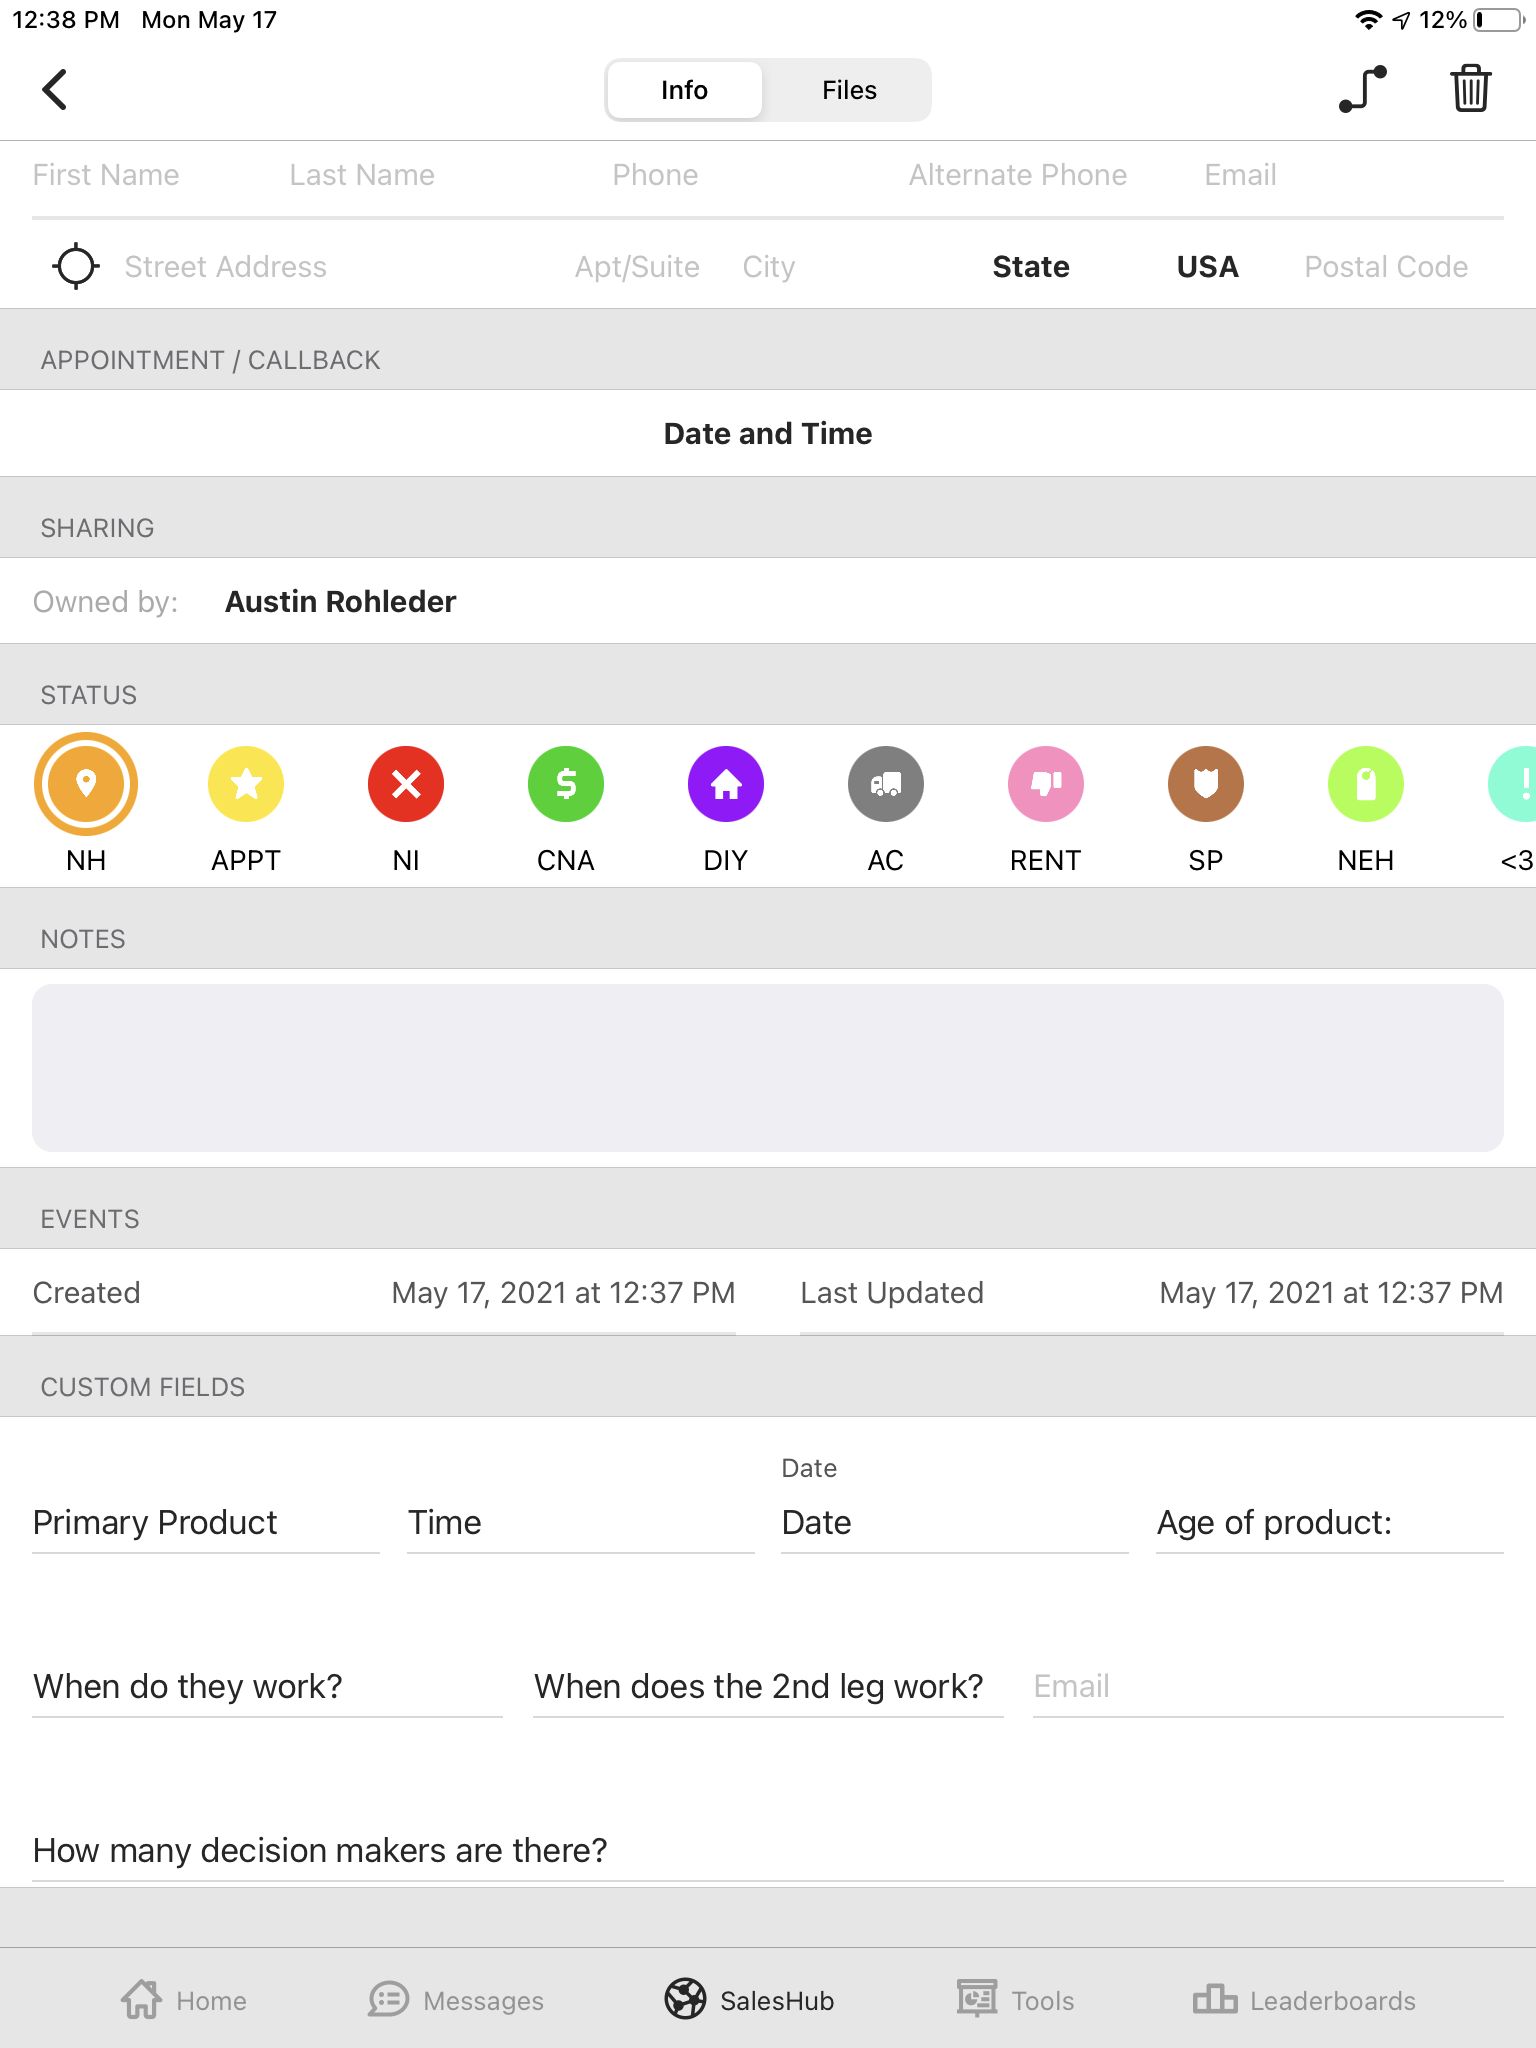 12:38 PM Mon May 17 12%
Info Files
First Name Last Name Phone Alternate Phone Email
Street Address Apt/Suite City State USA Postal Code
APPOINTMENT / CALLBACK
Date and Time
SHARING
Owned by: Austin Rohleder
STATUS
NH APPT NI CNA DIY AC RENT SP NEH <3
NOTES
EVENTS
Created May 17, 2021 at 12:37 PM Last Updated May 17, 2021 at 12:37 PM
CUSTOM FIELDS
Date
Primary Product Time Date Age of product:
When do they work? When does the 2nd leg work? Email
How many decision makers are there?
Home Messages SalesHub Tools Leaderboards